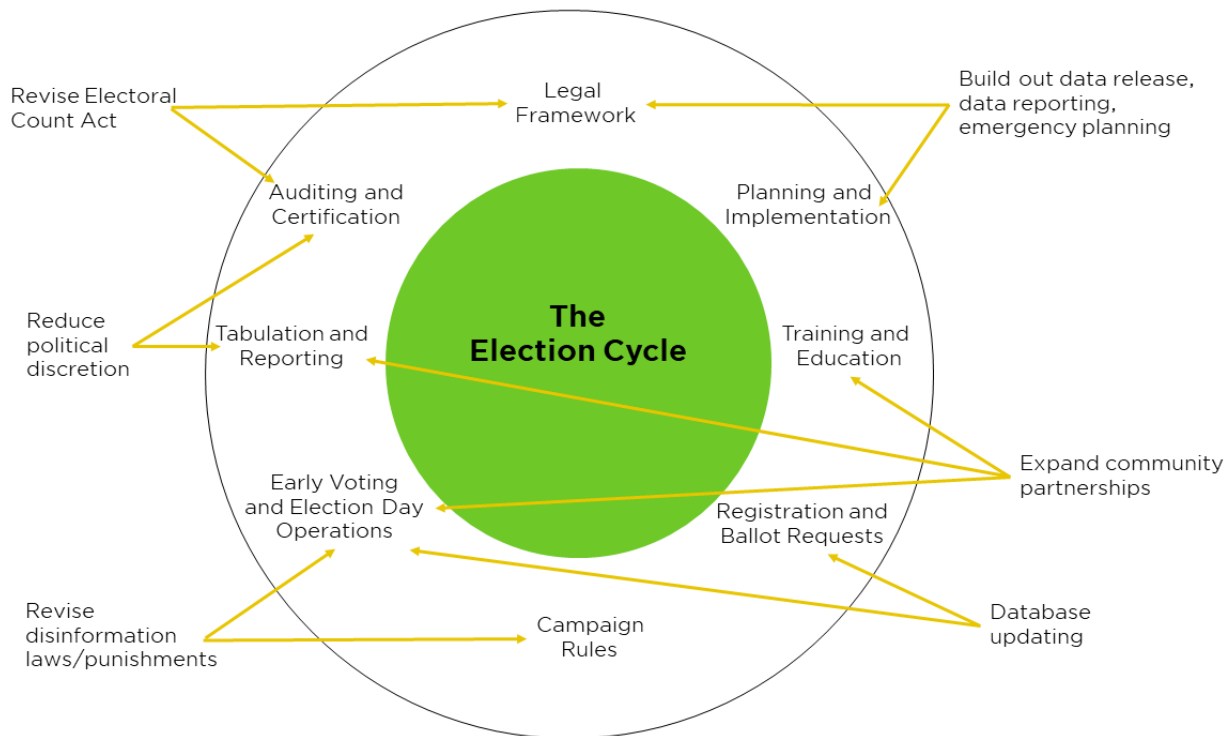 Revise Electoral
Count Act
Legal
Framework
Build out data release,
data reporting,
emergency planning
Auditing and
Certification
Planning and
Implementation
Reduce
political
discretion
Tabulation and
Reporting
The
Election Cycle
Training and
Education
Early Voting
and Election Day
Operations
Registration and
Ballot Requests
Expand community
partnerships
Revise
disinformation
laws/punishments
Campaign
Rules
Database
updating